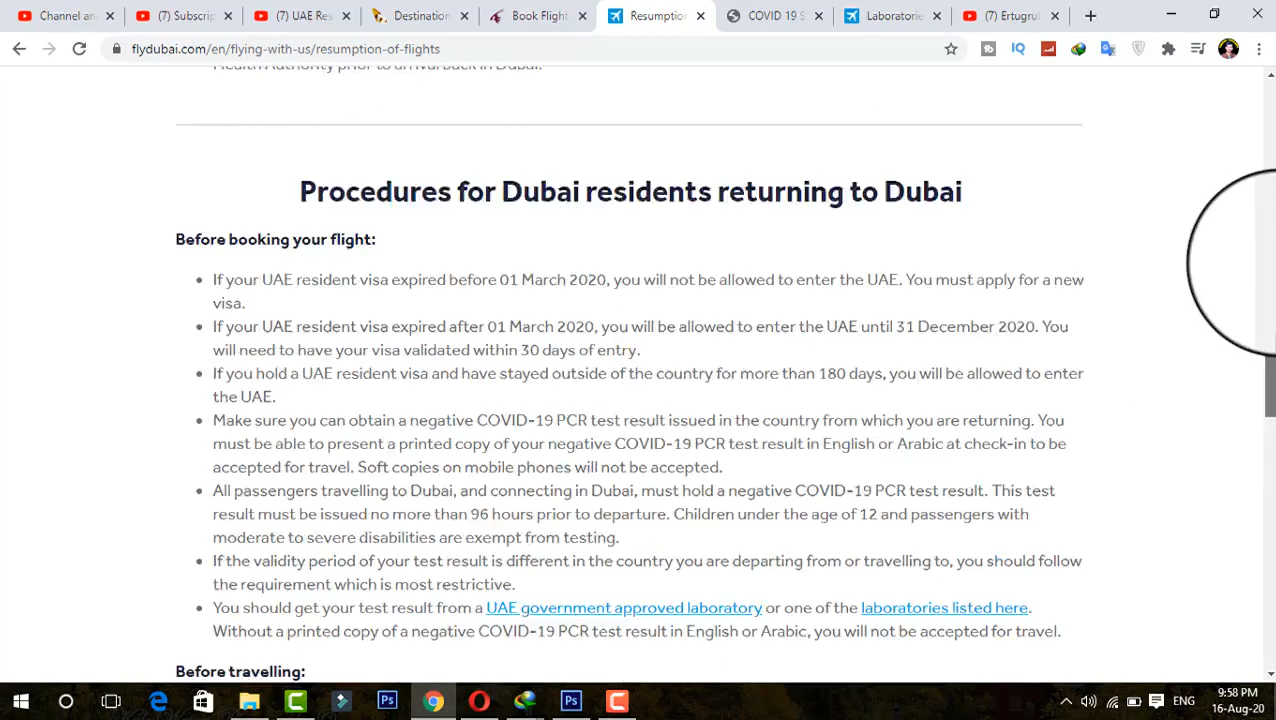 Channel and
(7) Subscrip
(7) UAE Res
Destination
Book Flight
Resumption
COVID 19 S
Laboratories
(7) Ertugrul
flydubai.com/en/flying-with-us/resumption-of-flights
Health Authority prior to arrival back in Dubai.
Procedures for Dubai residents returning to Dubai
Before booking your flight:
• If your UAE resident visa expired before 01 March 2020, you will not be allowed to enter the UAE. You must apply for a new
visa.
• If your UAE resident visa expired after 01 March 2020, you will be allowed to enter the UAE until 31 December 2020. You
will need to have your visa validated within 30 days of entry.
• If you hold a UAE resident visa and have stayed outside of the country for more than 180 days, you will be allowed to enter
the UAE.
• Make sure you can obtain a negative COVID-19 PCR test result issued in the country from which you are returning. You
must be able to present a printed copy of your negative COVID-19 PCR test result in English or Arabic at check-in to be
accepted for travel. Soft copies on mobile phones will not be accepted.
• All passengers travelling to Dubai, and connecting in Dubai, must hold a negative COVID-19 PCR test result. This test
result must be issued no more than 96 hours prior to departure. Children under the age of 12 and passengers with
moderate to severe disabilities are exempt from testing.
• If the validity period of your test result is different in the country you are departing from or travelling to, you should follow
the requirement which is most restrictive.
• You should get your test result from a UAE government approved laboratory or one of the laboratories listed here.
Without a printed copy of a negative COVID-19 PCR test result in English or Arabic, you will not be accepted for travel.
Before travelling:
ENG
9:58 PM
16-Aug-20